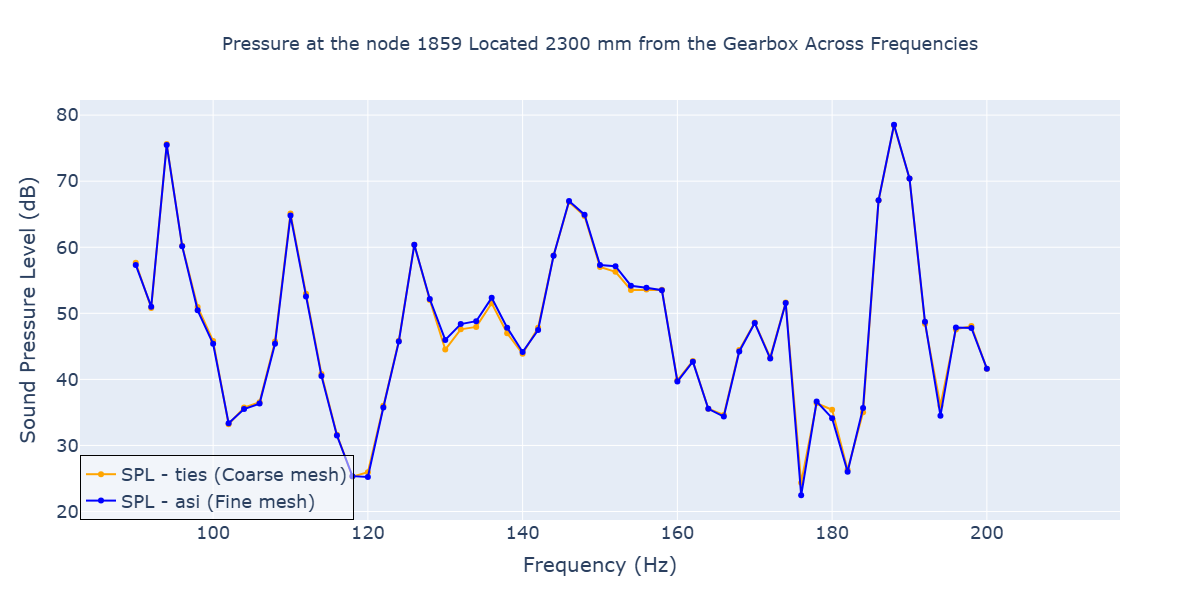 Pressure at the node 1859 Located 2300 mm from the Gearbox Across Frequencies
Sound Pressure Level (dB)
80
70
60
50
40
30
20
SPL - ties (Coarse mesh)
SPL - asi (Fine mesh)
100 120 140 160 180 200
Frequency (Hz)